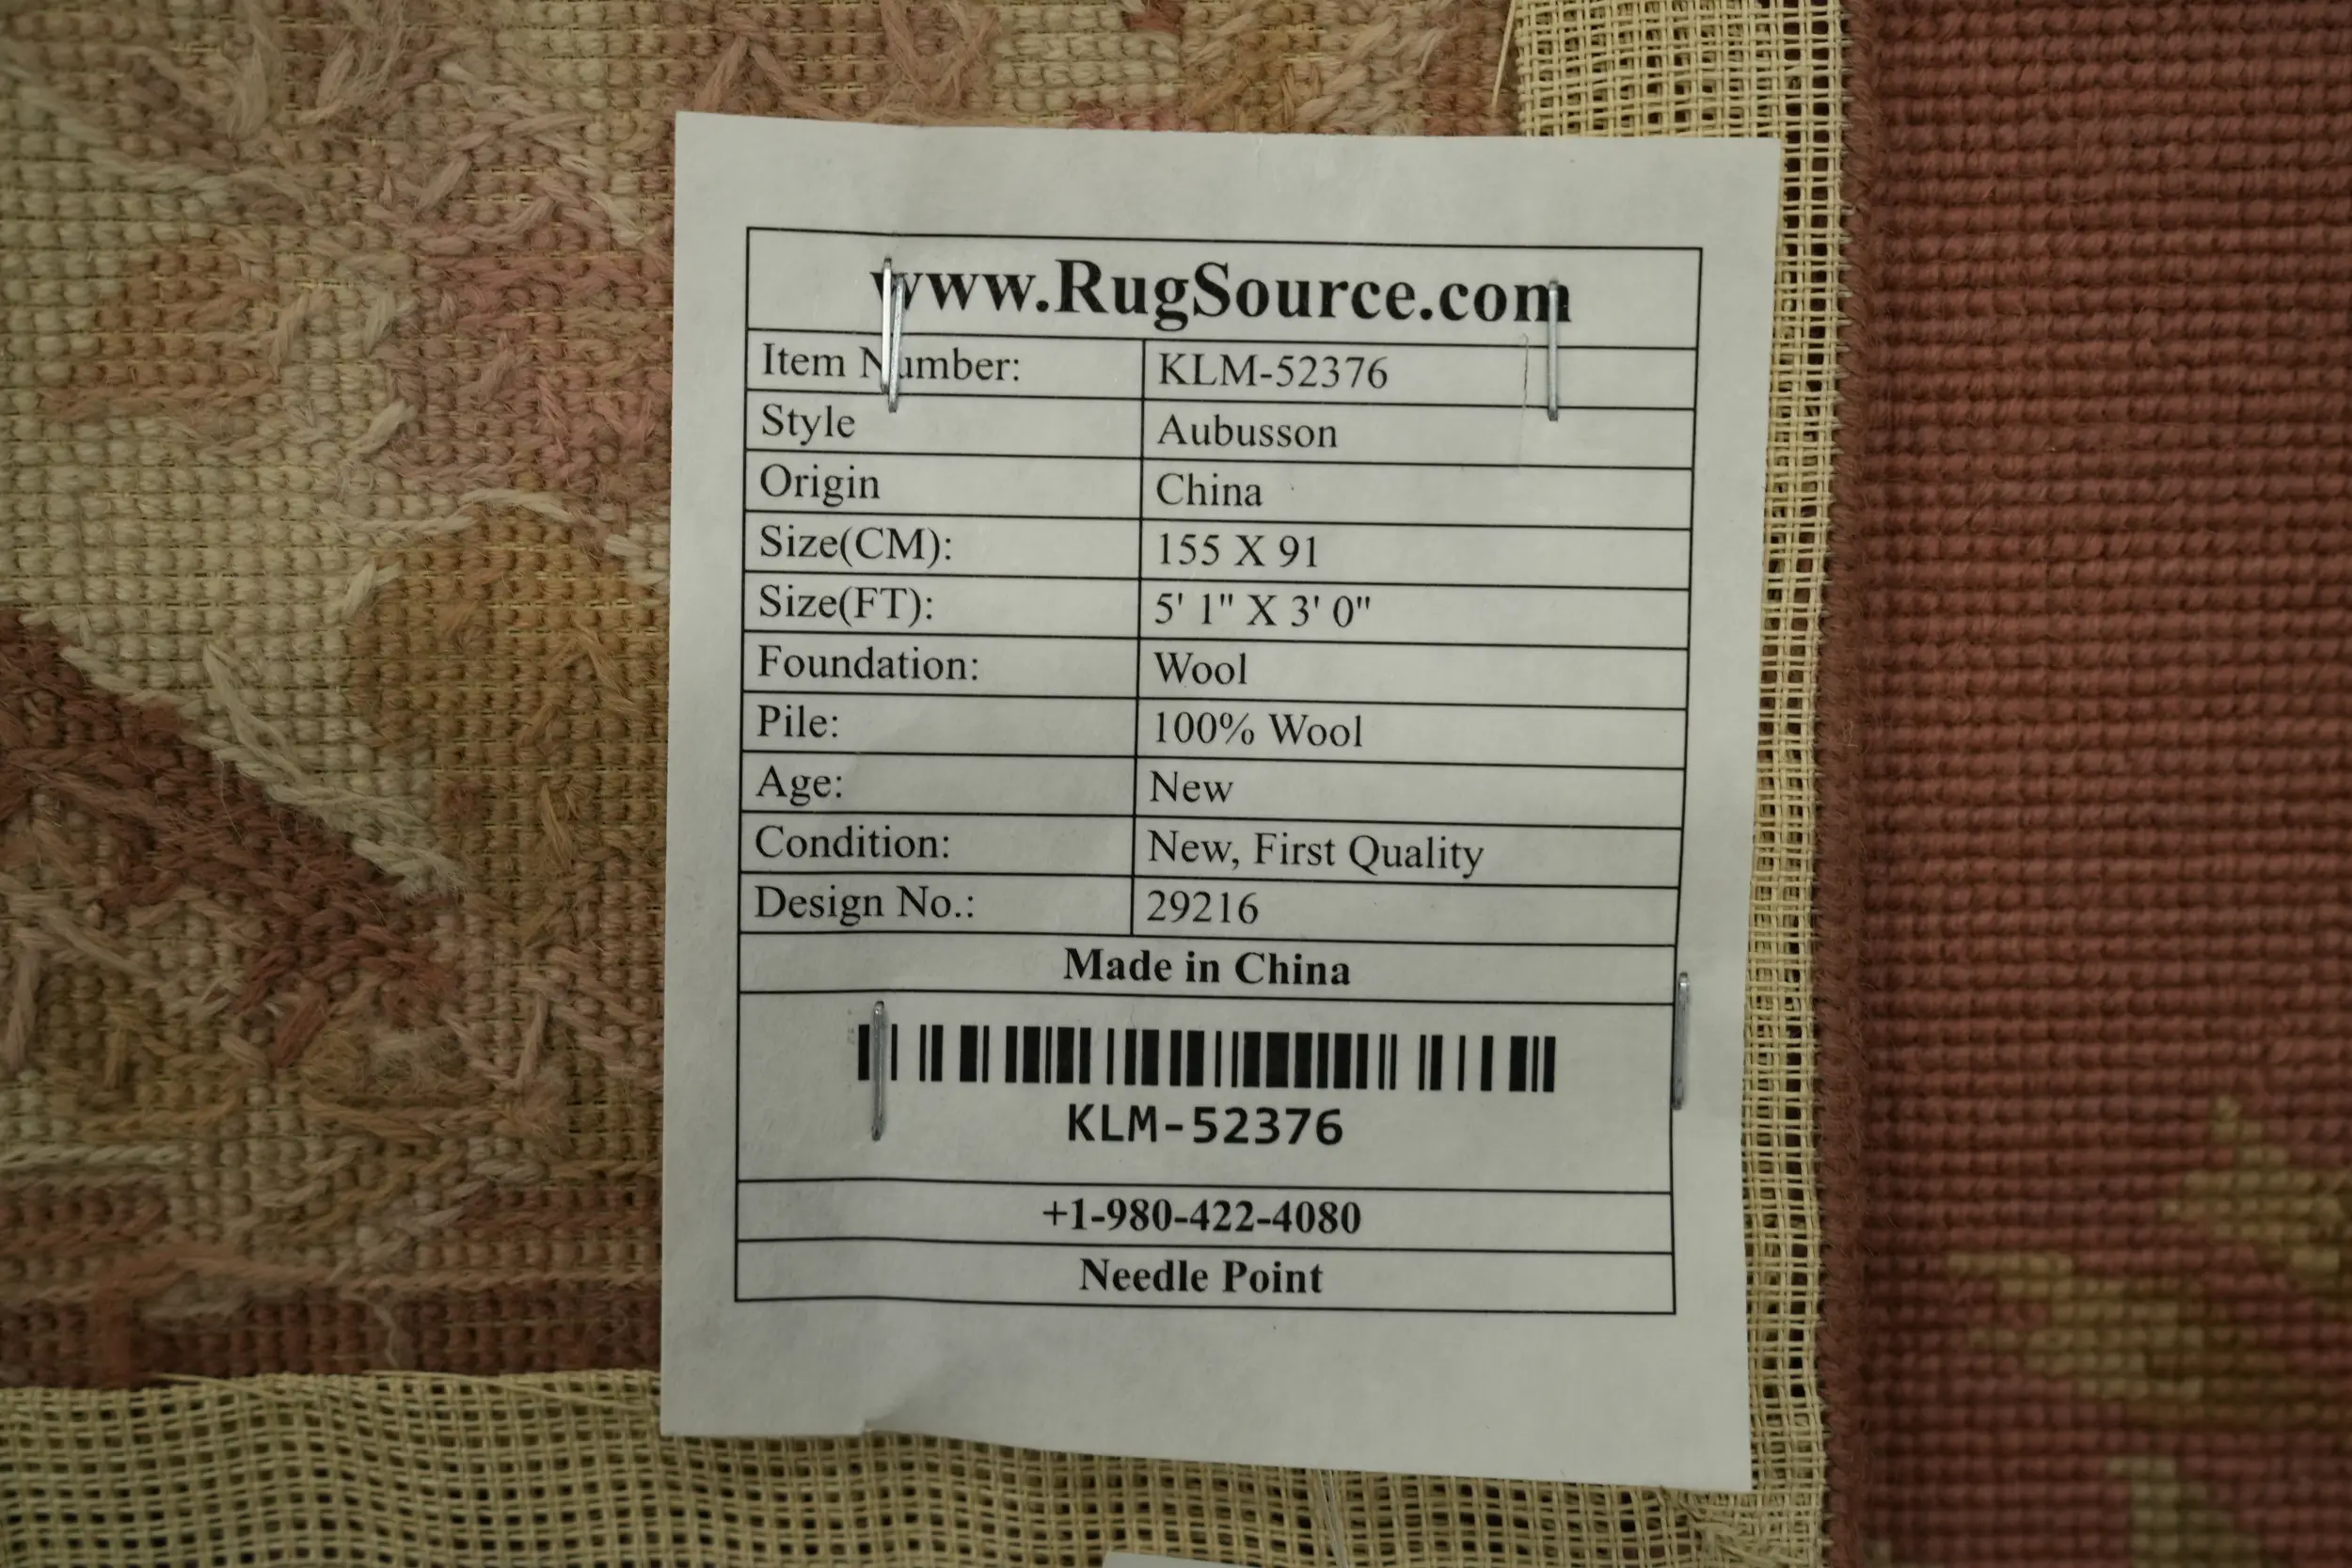 www.RugSource.com
Item Number: KLM-52376
Style Aubusson
Origin China
Size(CM): 155 X 91
Size(FT): 5' 1" X 3' 0"
Foundation: Wool
Pile: 100% Wool
Age: New
Condition: New, First Quality
Design No.: 29216
Made in China
KLM-52376
+1-980-422-4080
Needle Point